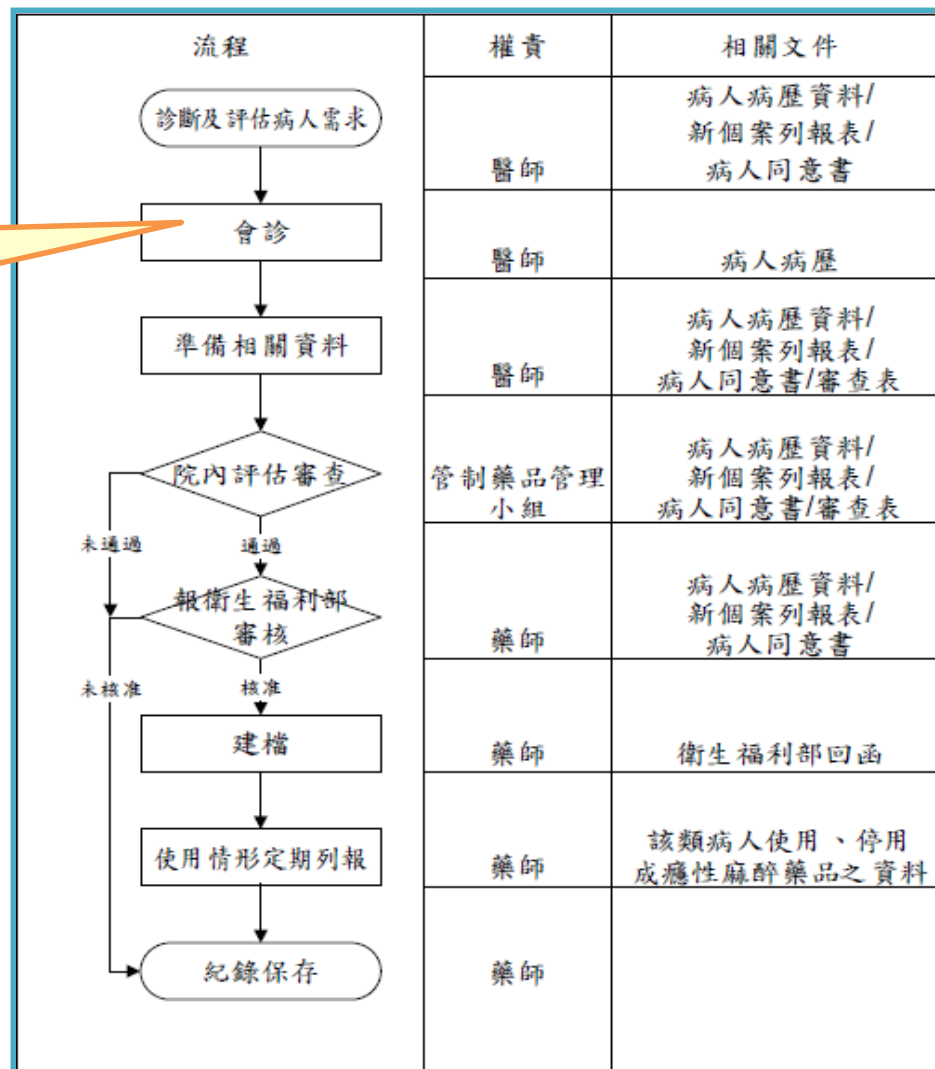 流程
權責
相關文件
診斷及評估病人需求
醫師
病人病歷資料/
新個案列報表/
病人同意書
會診
醫師
病人病歷
準備相關資料
醫師
病人病歷資料/
新個案列報表/
病人同意書/審查表
院內評估審查
管制藥品管理
小組
病人病歷資料/
新個案列報表/
病人同意書/審查表
未通過
通過
報衛生福利部
審核
藥師
病人病歷資料/
新個案列報表/
病人同意書
未核准
核准
建檔
藥師
衛生福利部回函
使用情形定期列報
藥師
該類病人使用、停用
成癮性麻醉藥品之資料
紀錄保存
藥師